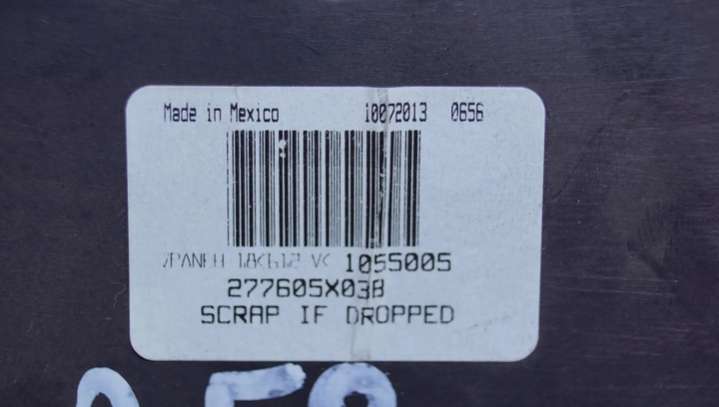 Made in Mexico 10072013 0656
1055005
277605X03B
SCRAP IF DROPPED